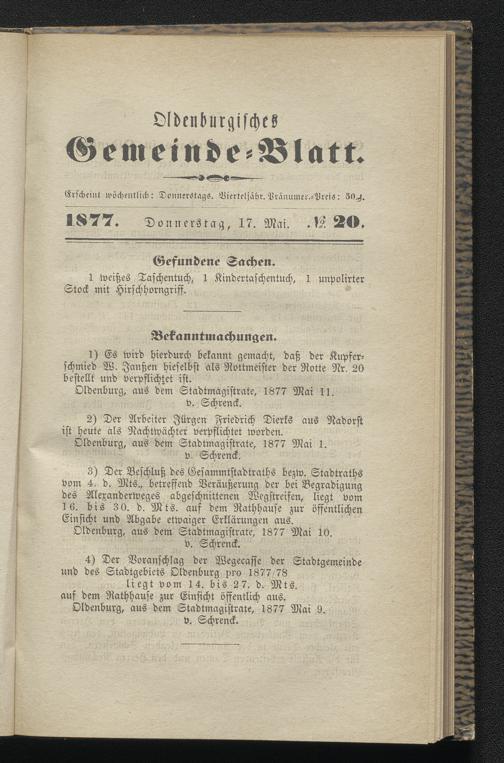 Oldenburgisches
Gemeinde-Blatt.
Erscheint wöchentlich: Donnerstags. Vierteljähr. Pränumer.-Preis: 50 ₰.
1877. Donnerstag, 17. Mai. № 20.
Gefundene Sachen.
1 weißes Taschentuch, 1 Kindertaschentuch, 1 unpolirter
Stock mit Hirschhorngriff.
Bekanntmachungen.
1) Es wird hierdurch bekannt gemacht, daß der Kupfer-
schmied W. Janßen hieselbst als Rottmeister der Rotte Nr. 20
bestellt und verpflichtet ist.
Oldenburg, aus dem Stadtmagistrate, 1877 Mai 11.
v. Schrenck.
2) Der Arbeiter Jürgen Friedrich Dierks aus Nadorst
ist heute als Nachtwächter verpflichtet worden.
Oldenburg, aus dem Stadtmagistrate, 1877 Mai 1.
v. Schrenck.
3) Der Beschluß des Gesammtstadtraths bezw. Stadtraths
vom 4. d. Mts., betreffend Veräußerung der bei Begradigung
des Alexanderweges abgeschnittenen Wegstreifen, liegt vom
16. bis 30. d. Mts. auf dem Rathhause zur öffentlichen
Einsicht und Abgabe etwaiger Erklärungen aus.
Oldenburg, aus dem Stadtmagistrate, 1877 Mai 10.
v. Schrenck.
4) Der Voranschlag der Wegecasse der Stadtgemeinde
und des Stadtgebiets Oldenburg pro 1877/78
liegt vom 14. bis 27. d. Mts.
auf dem Rathhause zur Einsicht öffentlich aus.
Oldenburg, aus dem Stadtmagistrate, 1877 Mai 9.
v. Schrenck.